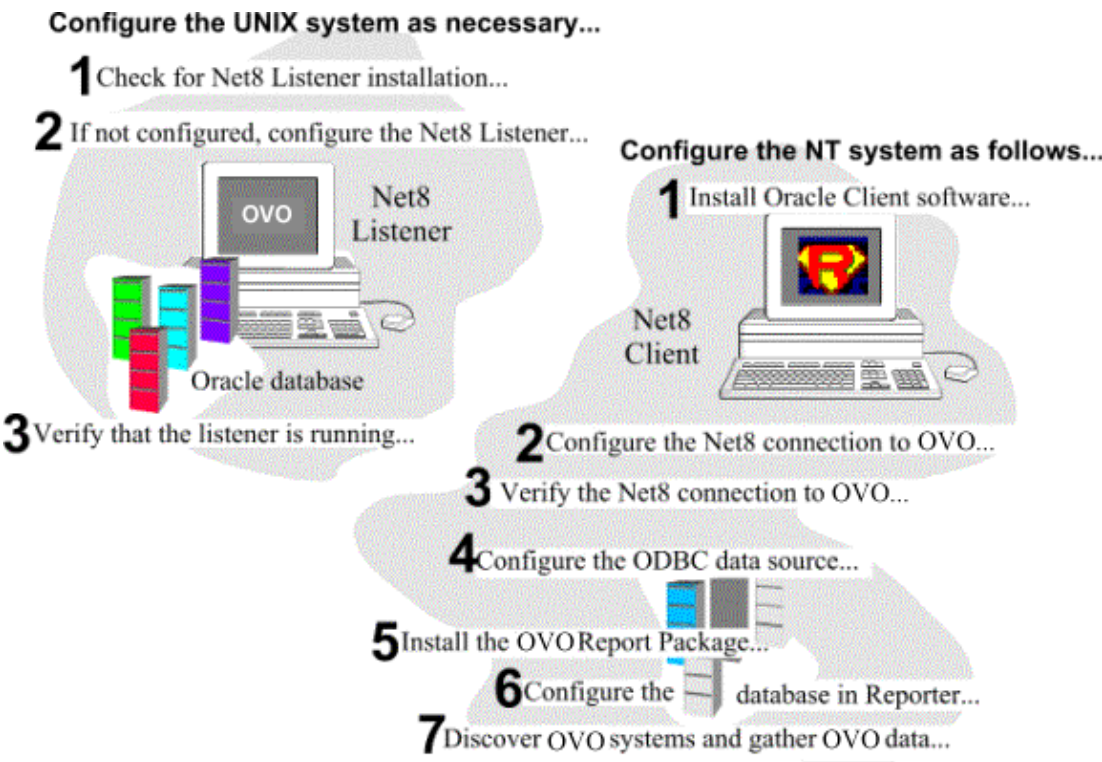 Configure the UNIX system as necessary...
1 Check for Net8 Listener installation...
2 If not configured, configure the Net8 Listener...
OVO
Net8
Listener
Oracle database
3 Verify that the listener is running...
Configure the NT system as follows...
1 Install Oracle Client software...
R
Net8
Client
2 Configure the Net8 connection to OVO...
3 Verify the Net8 connection to OVO...
4 Configure the ODBC data source...
5 Install the OVO Report Package...
6 Configure the database in Reporter...
7 Discover OVO systems and gather OVO data...